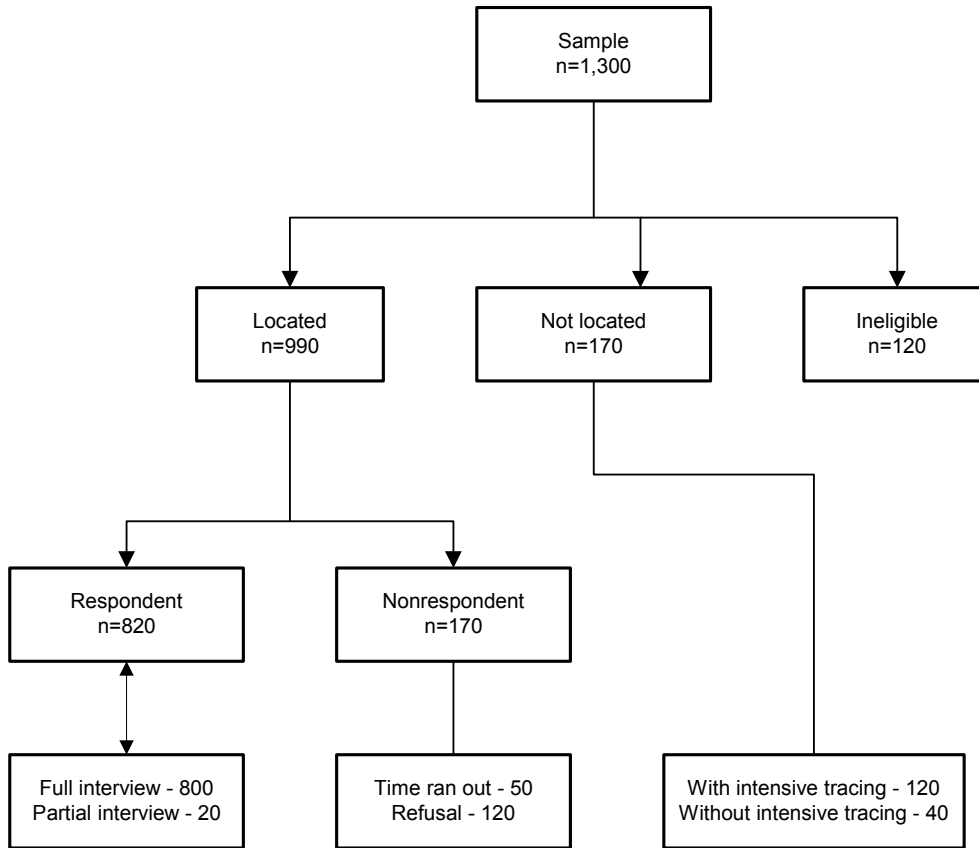 Sample
n=1,300
Located
n=990
Not located
n=170
Ineligible
n=120
Respondent
n=820
Nonrespondent
n=170
Full interview - 800
Partial interview - 20
Time ran out - 50
Refusal - 120
With intensive tracing - 120
Without intensive tracing - 40